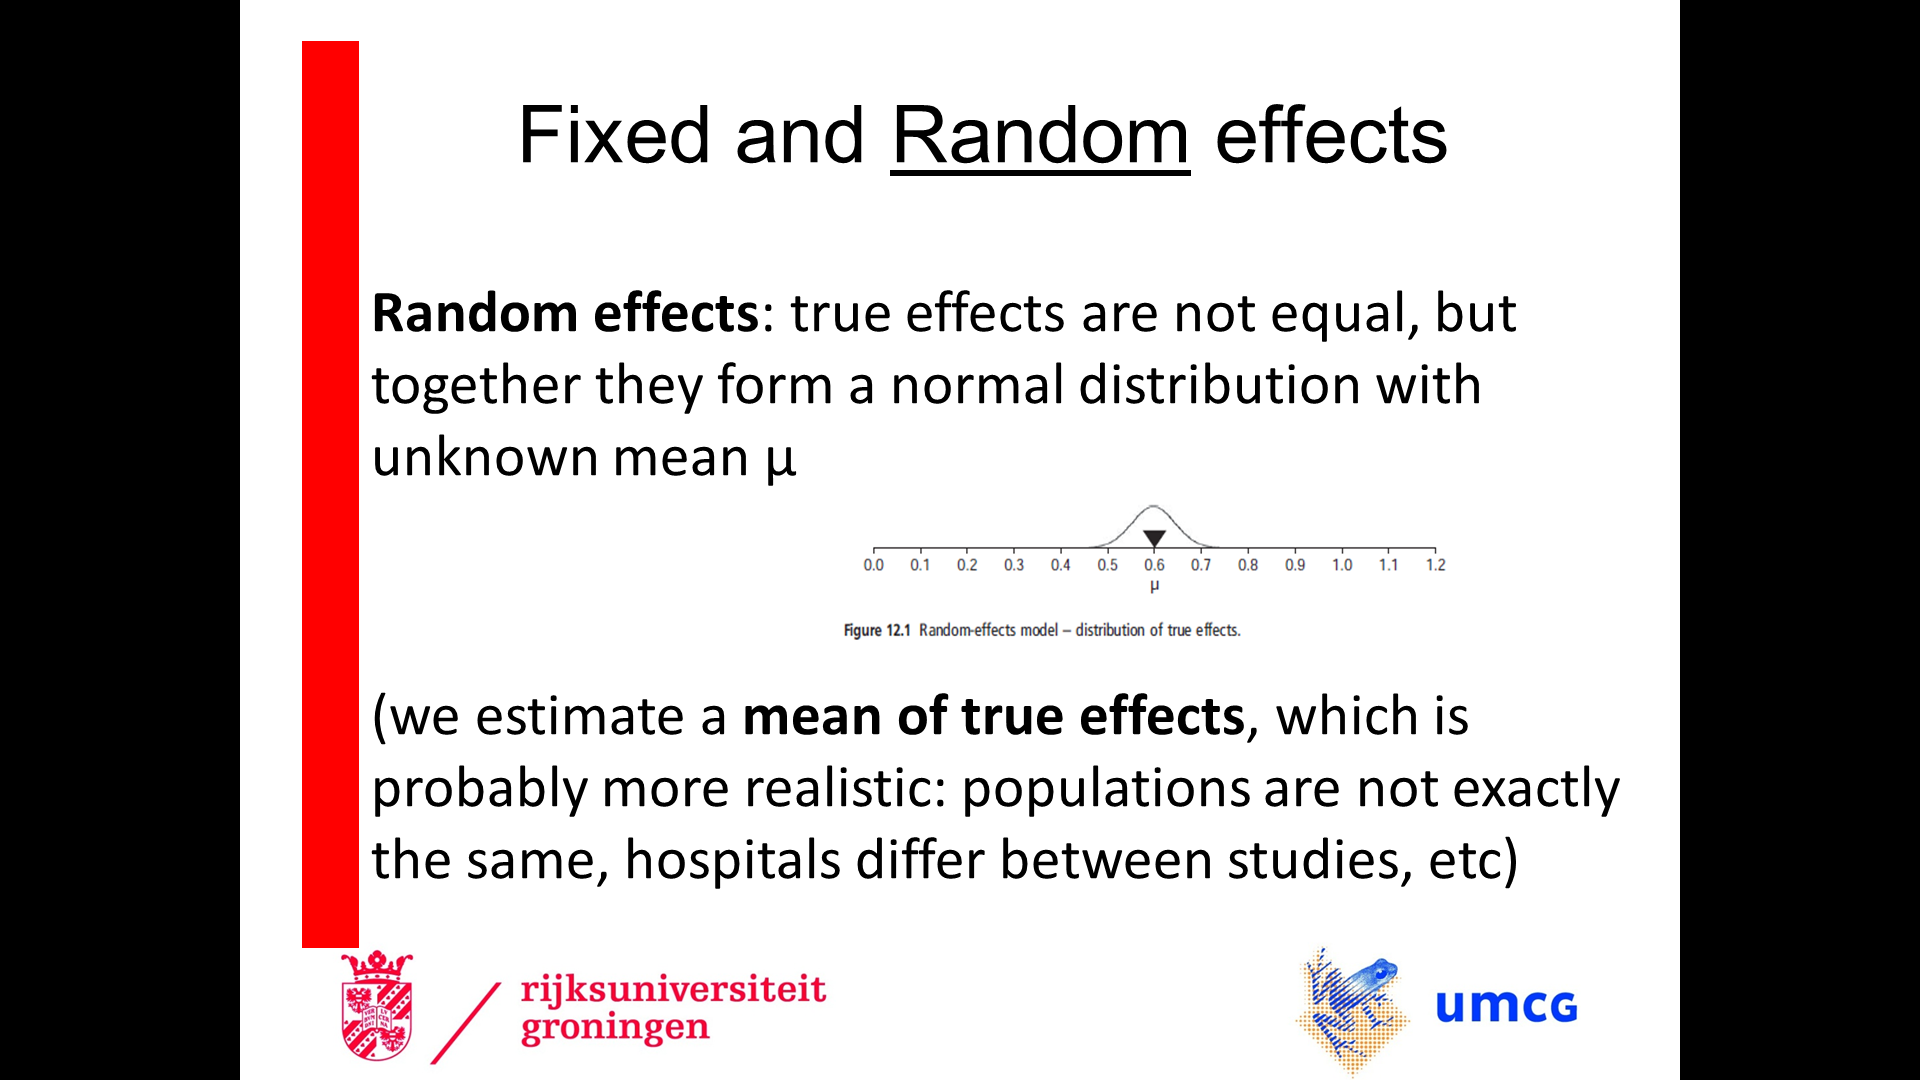 Fixed and Random effects
Random effects: true effects are not equal, but
together they form a normal distribution with
unknown mean μ
0.0 0.1 0.2 0.3 0.4 0.5 0.6 0.7 0.8 0.9 1.0 1.1 1.2
μ
Figure 12.1 Random-effects model – distribution of true effects.
(we estimate a mean of true effects, which is
probably more realistic: populations are not exactly
the same, hospitals differ between studies, etc)
rijksuniversiteit
groningen
umcg